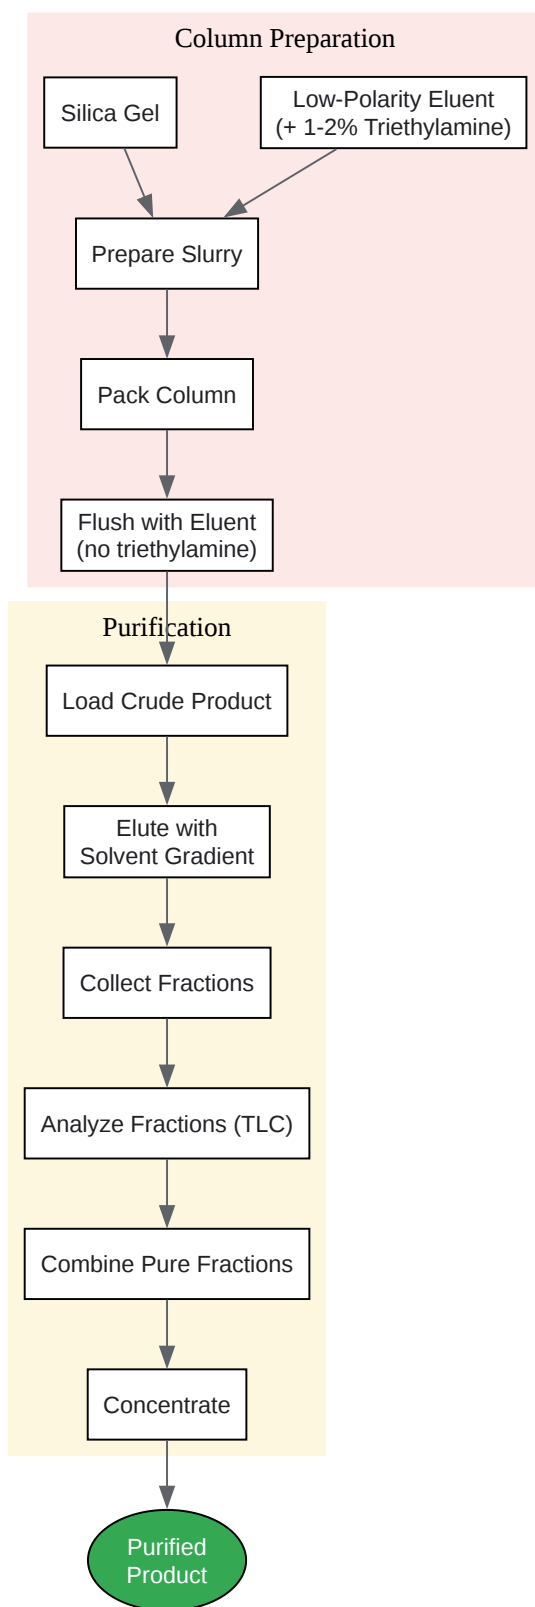 Column Preparation
Silica Gel
Low-Polarity Eluent
(+ 1-2% Triethylamine)
Prepare Slurry
Pack Column
Flush with Eluent
(no triethylamine)
Purification
Load Crude Product
Elute with
Solvent Gradient
Collect Fractions
Analyze Fractions (TLC)
Combine Pure Fractions
Concentrate
Purified
Product